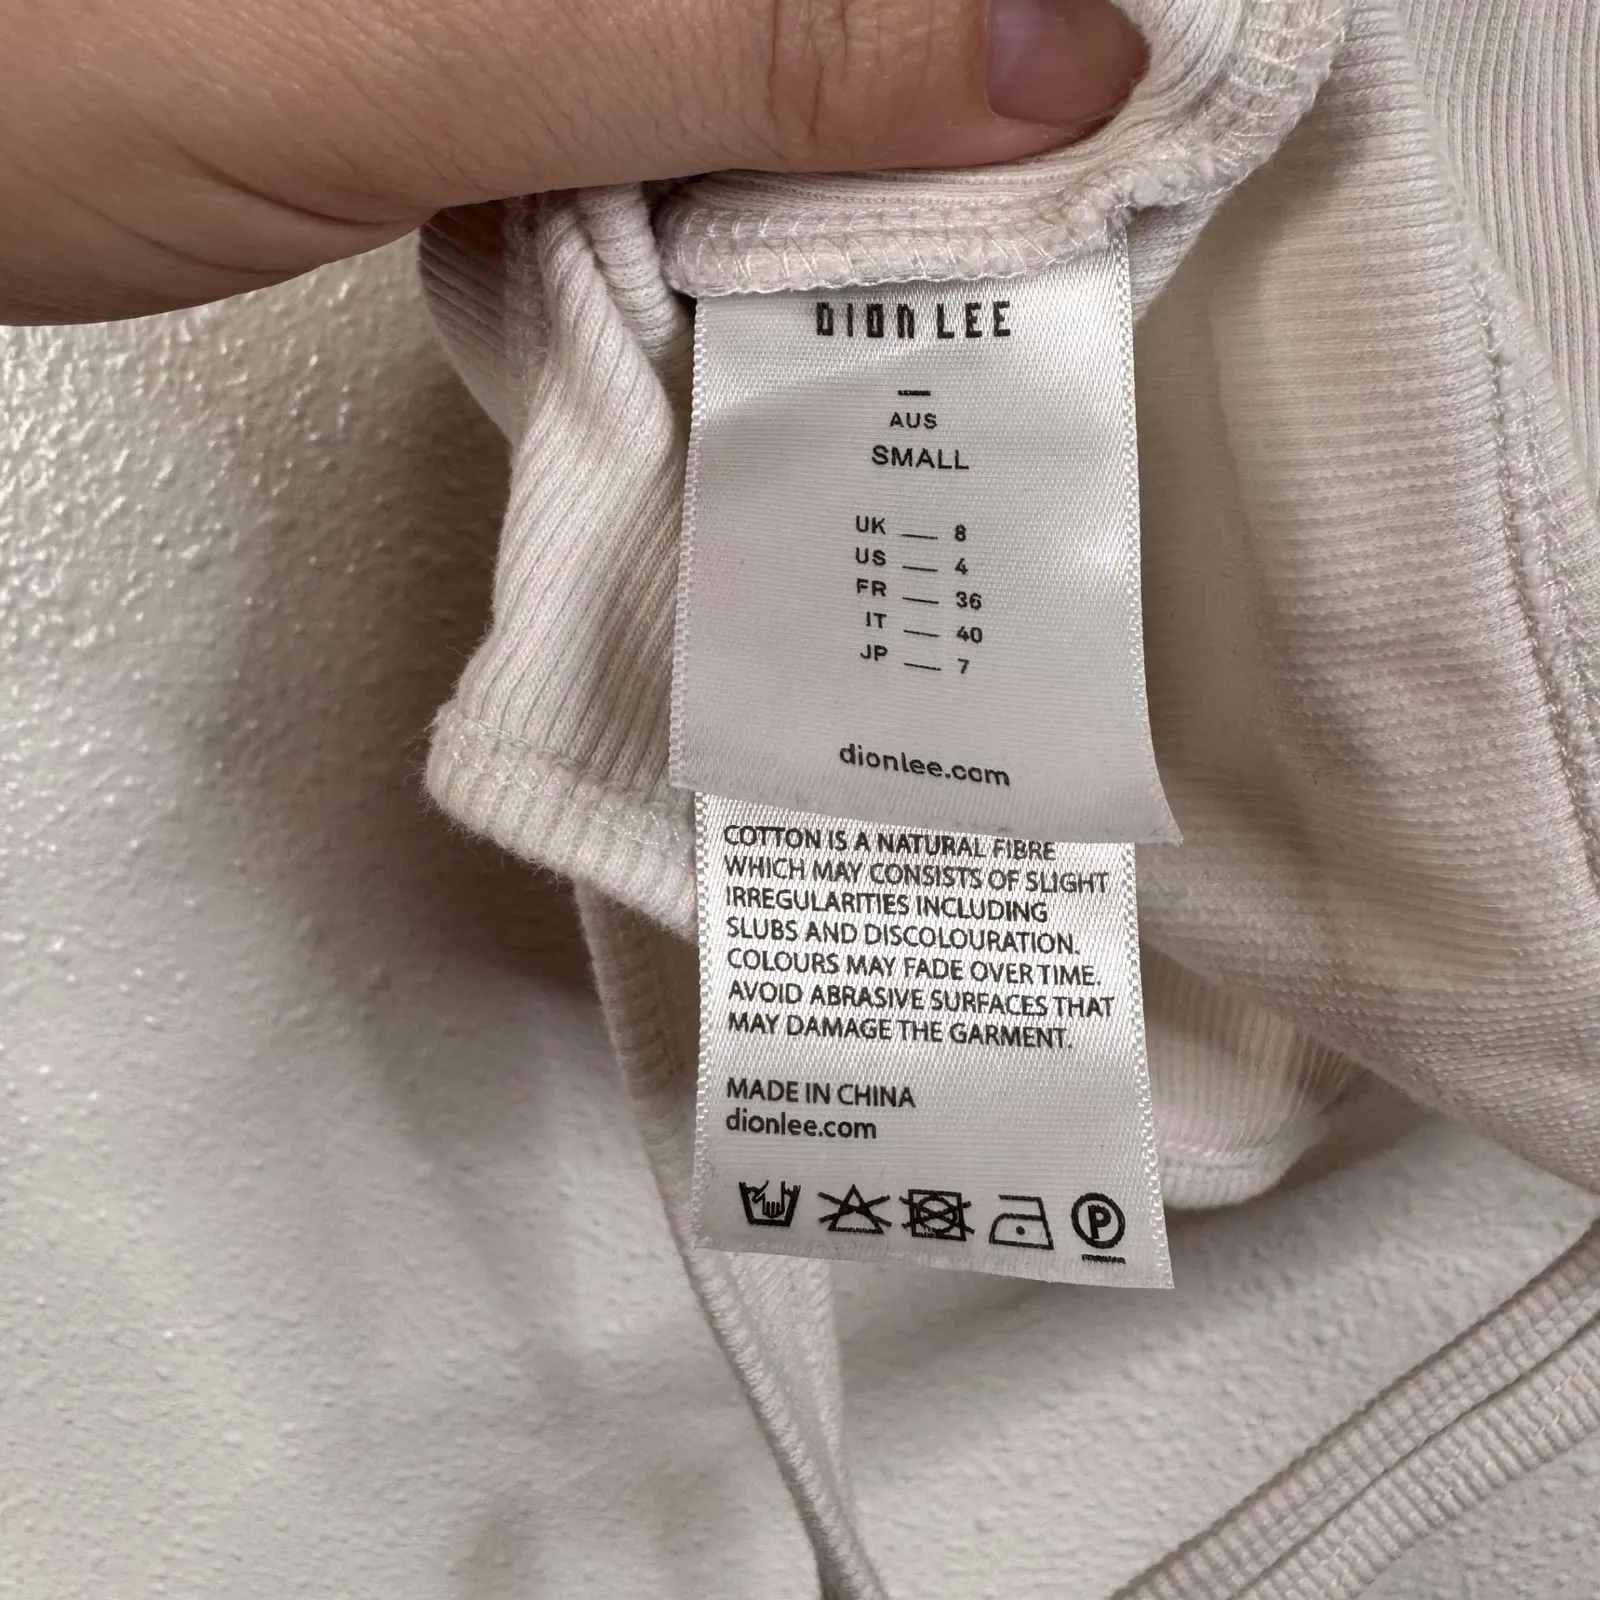 DION LEE
AUS
SMALL
UK — 8
US — 4
FR — 36
IT — 40
JP — 7
dionlee.com
COTTON IS A NATURAL FIBRE
WHICH MAY CONSISTS OF SLIGHT
IRREGULARITIES INCLUDING
SLUBS AND DISCOLOURATION.
COLOURS MAY FADE OVER TIME.
AVOID ABRASIVE SURFACES THAT
MAY DAMAGE THE GARMENT.
MADE IN CHINA
dionlee.com
P